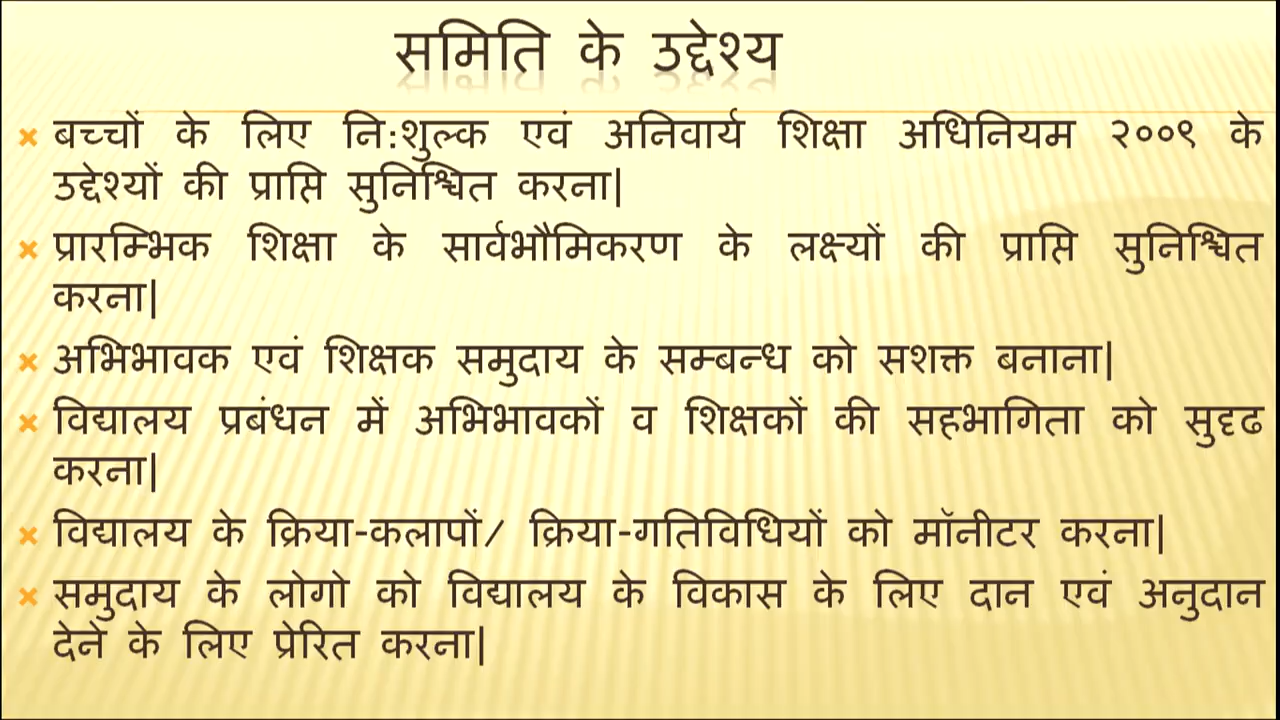 समिति के उद्देश्य
बच्चों के लिए नि:शुल्क एवं अनिवार्य शिक्षा अधिनियम २००९ के
उद्देश्यों की प्राप्ति सुनिश्चित करना|
प्रारम्भिक शिक्षा के सार्वभौमिकरण के लक्ष्यों की प्राप्ति सुनिश्चित
करना|
अभिभावक एवं शिक्षक समुदाय के सम्बन्ध को सशक्त बनाना|
विद्यालय प्रबंधन में अभिभावकों व शिक्षकों की सहभागिता को सुदृढ
करना|
विद्यालय के क्रिया-कलापों/ क्रिया-गतिविधियों को मॉनीटर करना|
समुदाय के लोगो को विद्यालय के विकास के लिए दान एवं अनुदान
देने के लिए प्रेरित करना|